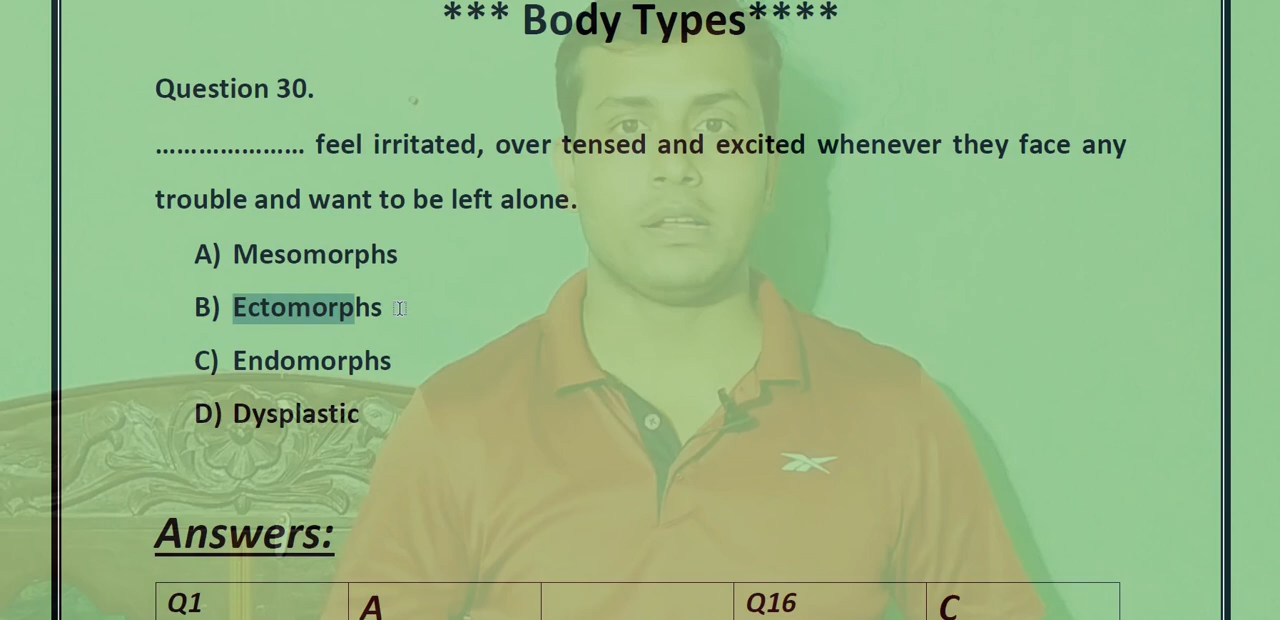 *** Body Types****
Question 30.
………………… feel irritated, over tensed and excited whenever they face any
trouble and want to be left alone.
A) Mesomorphs
B) Ectomorphs
C) Endomorphs
D) Dysplastic
Answers:
Q1 A Q16 C